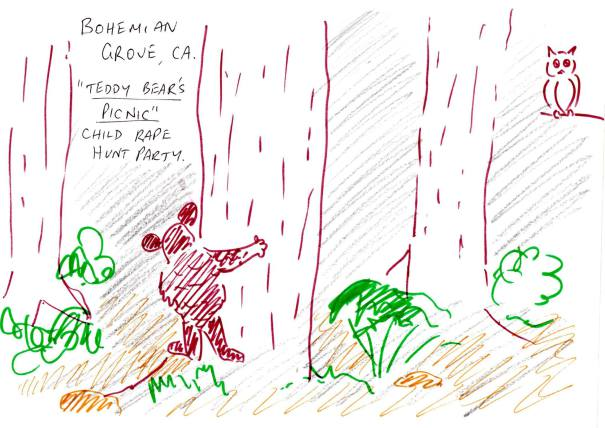 BOHEMIAN
GROVE, CA.
"TEDDY BEAR'S
PICNIC"
CHILD RAPE
HUNT PARTY.